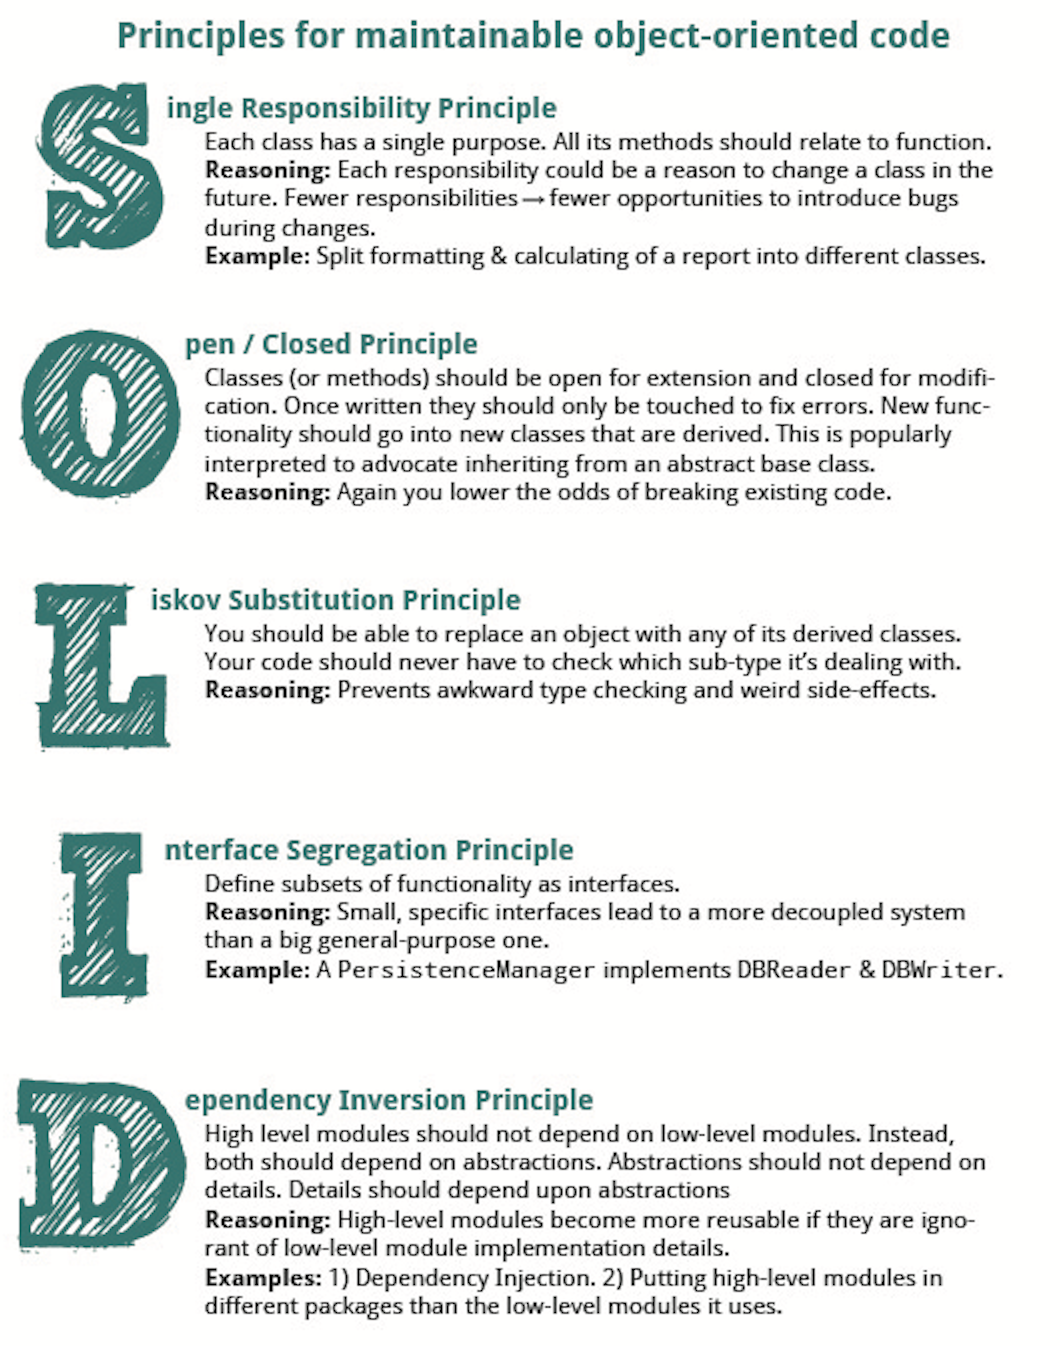 Principles for maintainable object-oriented code
Single Responsibility Principle
Each class has a single purpose. All its methods should relate to function.
Reasoning: Each responsibility could be a reason to change a class in the
future. Fewer responsibilities→fewer opportunities to introduce bugs
during changes.
Example: Split formatting & calculating of a report into different classes.
Open / Closed Principle
Classes (or methods) should be open for extension and closed for modifi-
cation. Once written they should only be touched to fix errors. New func-
tionality should go into new classes that are derived. This is popularly
interpreted to advocate inheriting from an abstract base class.
Reasoning: Again you lower the odds of breaking existing code.
Liskov Substitution Principle
You should be able to replace an object with any of its derived classes.
Your code should never have to check which sub-type it’s dealing with.
Reasoning: Prevents awkward type checking and weird side-effects.
Interface Segregation Principle
Define subsets of functionality as interfaces.
Reasoning: Small, specific interfaces lead to a more decoupled system
than a big general-purpose one.
Example: A PersistenceManager implements DBReader & DBWriter.
Dependency Inversion Principle
High level modules should not depend on low-level modules. Instead,
both should depend on abstractions. Abstractions should not depend on
details. Details should depend upon abstractions
Reasoning: High-level modules become more reusable if they are igno-
rant of low-level module implementation details.
Examples: 1) Dependency Injection. 2) Putting high-level modules in
different packages than the low-level modules it uses.